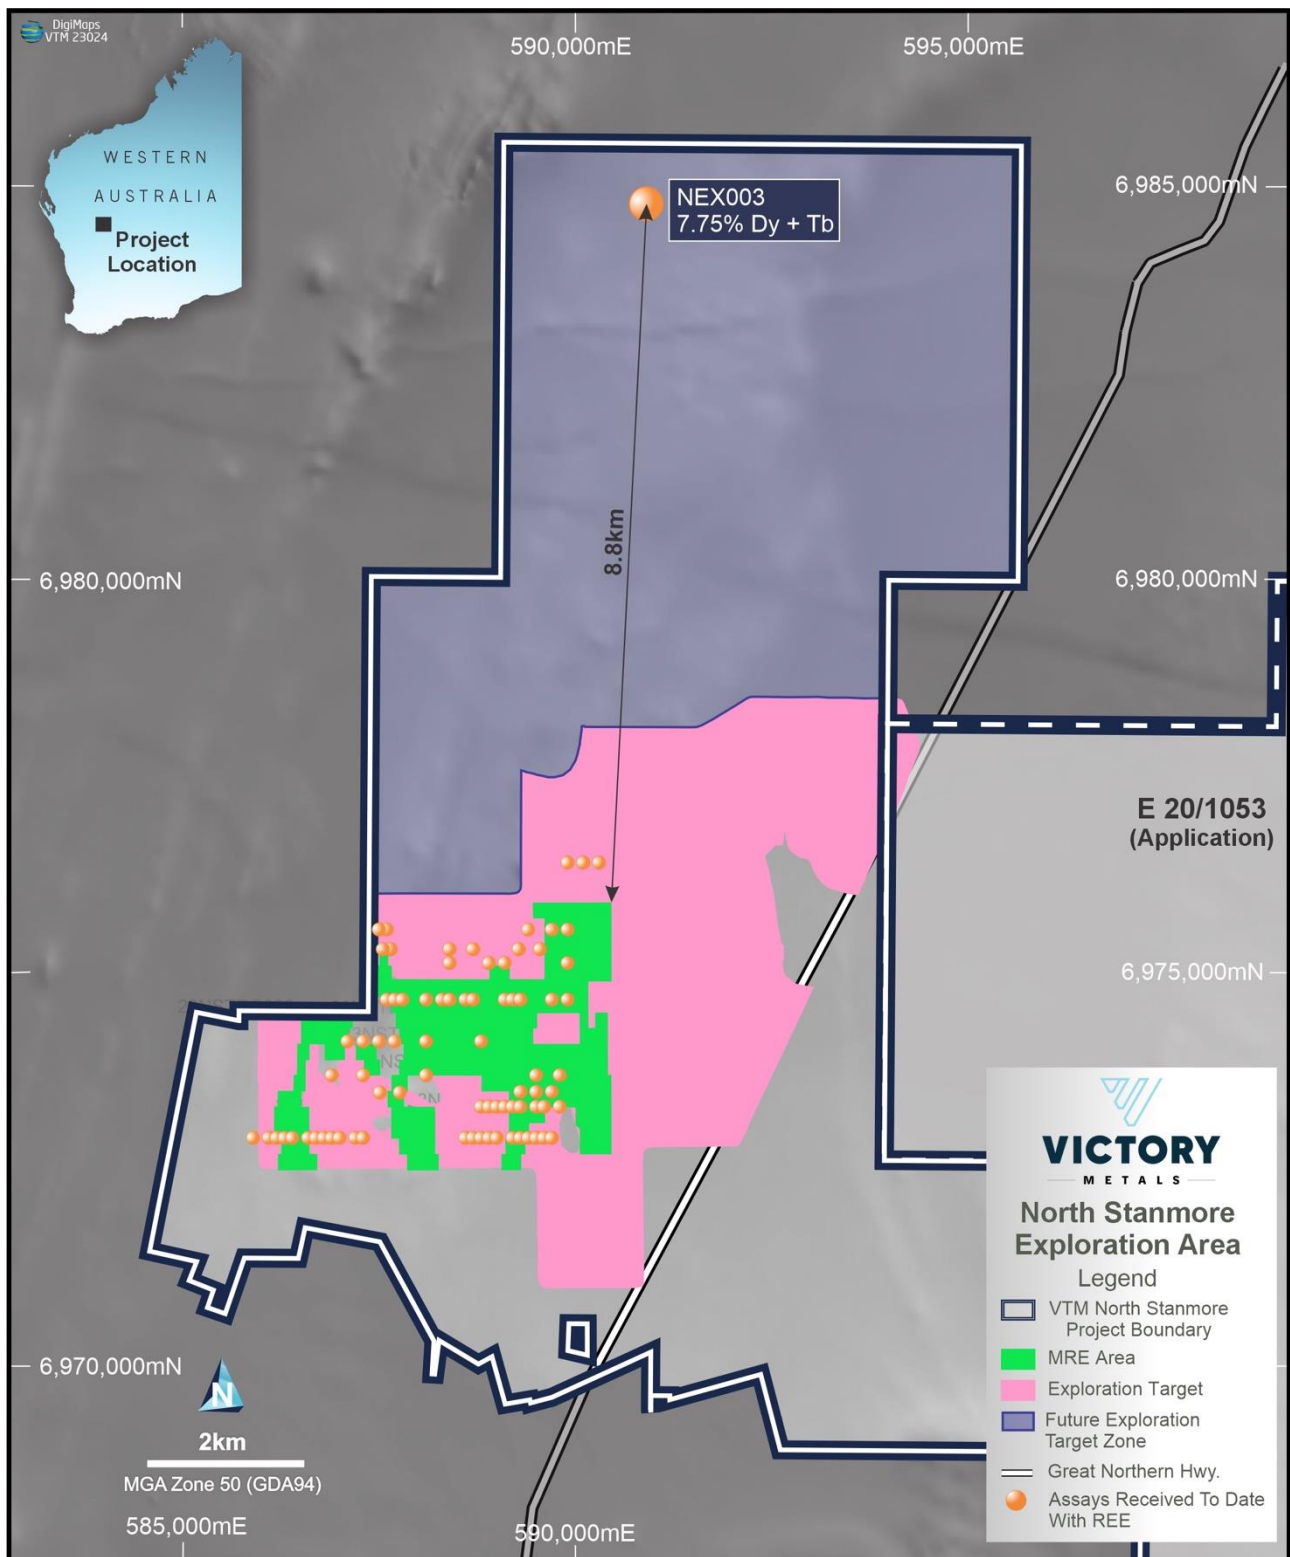 DigiMaps
VTM 23024
590,000mE
595,000mE
WESTERN
AUSTRALIA
Project
Location
NEX003
7.75% Dy + Tb
6,985,000mN
8.8km
6,980,000mN
6,980,000mN
E 20/1053
(Application)
6,975,000mN
VICTORY
METALS
North Stanmore
Exploration Area
Legend
VTM North Stanmore
Project Boundary
MRE Area
Exploration Target
Future Exploration
Target Zone
Great Northern Hwy.
Assays Received To Date
With REE
6,970,000mN
N
2km
MGA Zone 50 (GDA94)
585,000mE
590,000mE